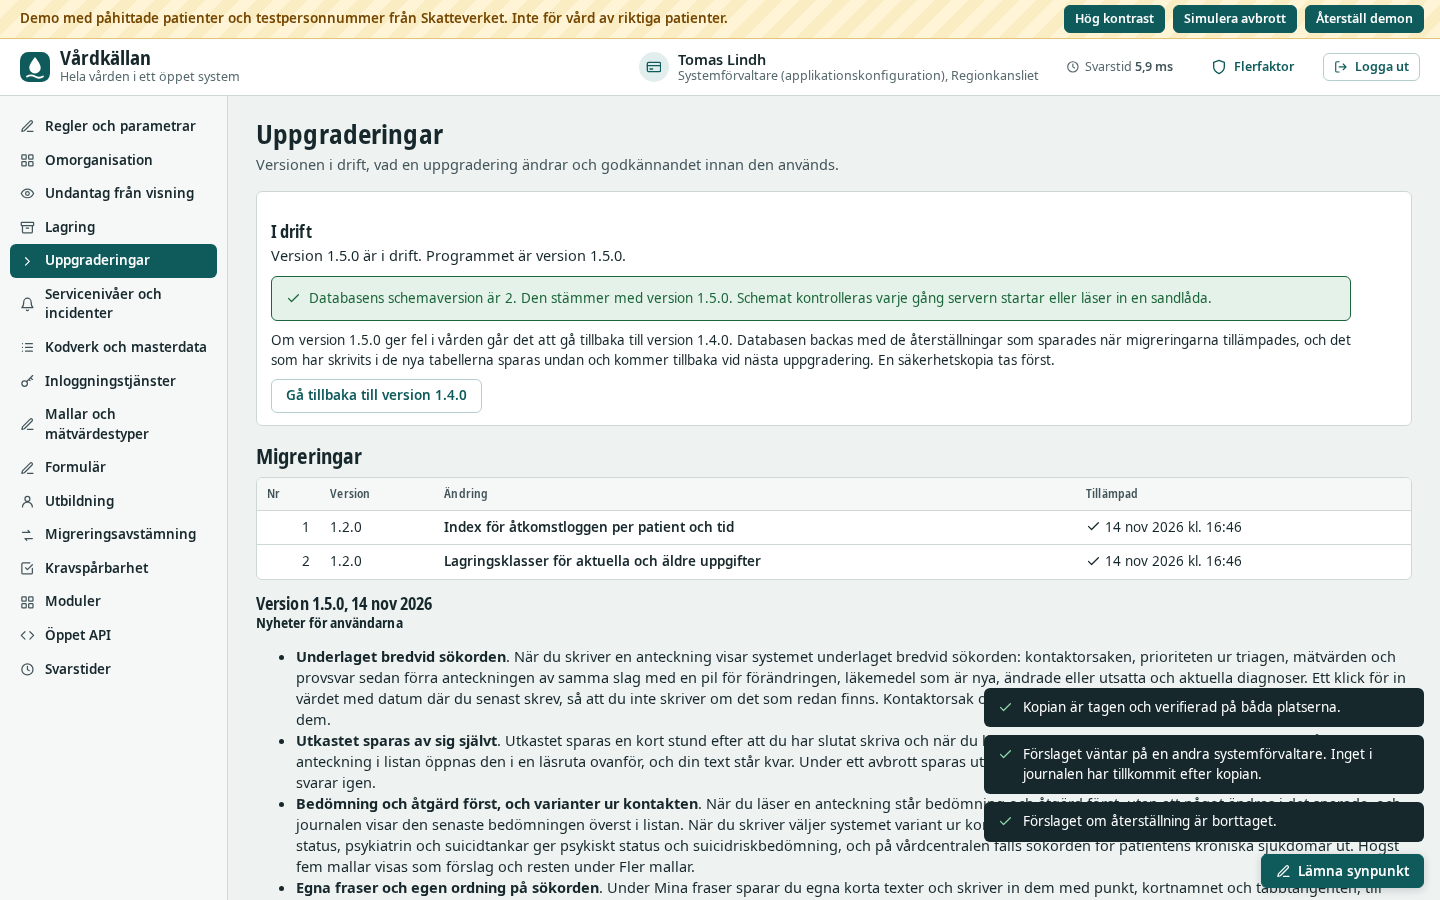 Demo med påhittade patienter och testpersonnummer från Skatteverket. Inte för vård av riktiga patienter.
Hög kontrast
Simulera avbrott
Återställ demon
Vårdkällan
Hela vården i ett öppet system
Tomas Lindh
Systemförvaltare (applikationskonfiguration), Regionkansliet
Svarstid 5,9 ms
Flerfaktor
Logga ut
Regler och parametrar
Omorganisation
Undantag från visning
Lagring
Uppgraderingar
Servicenivåer och
incidenter
Kodverk och masterdata
Inloggningstjänster
Mallar och
mätvärdestyper
Formulär
Utbildning
Migreringsavstämning
Kravspårbarhet
Moduler
Öppet API
Svarstider
Uppgraderingar
Versionen i drift, vad en uppgradering ändrar och godkännandet innan den används.
I drift
Version 1.5.0 är i drift. Programmet är version 1.5.0.
Databasens schemaversion är 2. Den stämmer med version 1.5.0. Schemat kontrolleras varje gång servern startar eller läser in en sandlåda.
Om version 1.5.0 ger fel i vården går det att gå tillbaka till version 1.4.0. Databasen backas med de återställningar som sparades när migreringarna tillämpades, och det
som har skrivits i de nya tabellerna sparas undan och kommer tillbaka vid nästa uppgradering. En säkerhetskopia tas först.
Gå tillbaka till version 1.4.0
Migreringar
Nr Version Ändring Tillämpad
1 1.2.0 Index för åtkomstloggen per patient och tid 14 nov 2026 kl. 16:46
2 1.2.0 Lagringsklasser för aktuella och äldre uppgifter 14 nov 2026 kl. 16:46
Version 1.5.0, 14 nov 2026
Nyheter för användarna
Underlaget bredvid sökorden. När du skriver en anteckning visar systemet underlaget bredvid sökorden: kontaktorsaken, prioriteten ur triagen, mätvärden och
provsvar sedan förra anteckningen av samma slag med en pil för förändringen, läkemedel som är nya, ändrade eller utsatta och aktuella diagnoser. Ett klick för in
värdet med datum där du senast skrev, så att du inte skriver om det som redan finns. Kontaktorsak
dem.
Utkastet sparas av sig självt. Utkastet sparas en kort stund efter att du har slutat skriva och när du
anteckning i listan öppnas den i en läsruta ovanför, och din text står kvar. Under ett avbrott sparas
svarar igen.
Bedömning och åtgärd först, och varianter ur kontakten. När du läser en anteckning står bedömning och åtgärd först, utan att något ändras i det sparade, och
journalen visar den senaste bedömningen överst i listan. När du skriver väljer systemet variant ur
status, psykiatrin och suicidtankar ger psykiskt status och suicidriskbedömning, och på vårdcentralen fälls sökorden för patientens kroniska sjukdomar ut. Högst
fem mallar visas som förslag och resten under Fler mallar.
Egna fraser och egen ordning på sökorden. Under Mina fraser sparar du egna korta texter och skriver in dem med punkt, kortnamnet och tabbtangenten, till
Kopian är tagen och verifierad på båda platserna.
Förslaget väntar på en andra systemförvaltare. Inget i
journalen har tillkommit efter kopian.
Förslaget om återställning är borttaget.
Lämna synpunkt